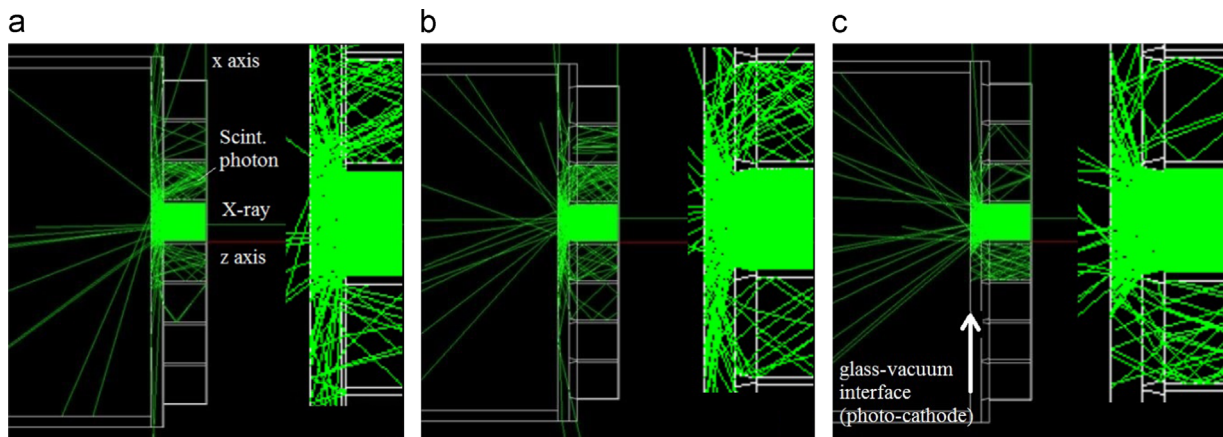 a
b
c
x axis
Scint.
photon
X-ray
z axis
glass-vacuum
interface
(photo-cathode)